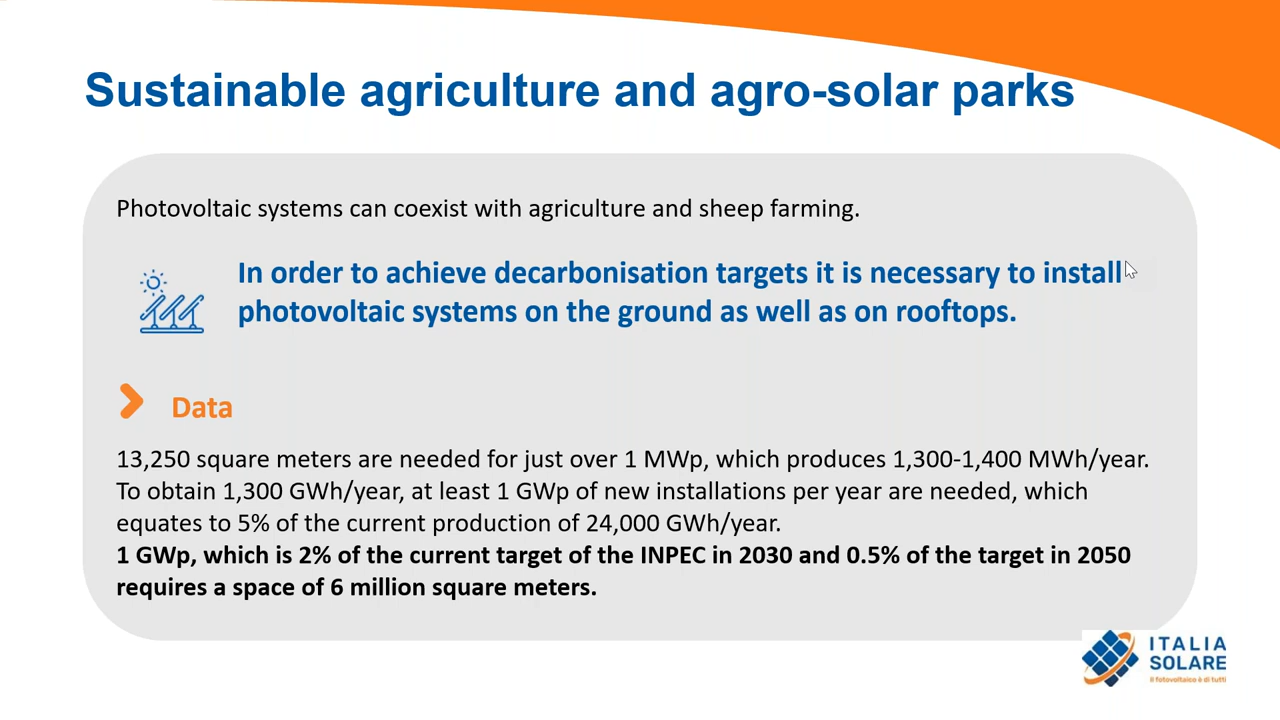 Sustainable agriculture and agro-solar parks
Photovoltaic systems can coexist with agriculture and sheep farming.
In order to achieve decarbonisation targets it is necessary to install
photovoltaic systems on the ground as well as on rooftops.
Data
13,250 square meters are needed for just over 1 MWp, which produces 1,300-1,400 MWh/year.
To obtain 1,300 GWh/year, at least 1 GWp of new installations per year are needed, which
equates to 5% of the current production of 24,000 GWh/year.
1 GWp, which is 2% of the current target of the INPEC in 2030 and 0.5% of the target in 2050
requires a space of 6 million square meters.
ITALIA
SOLARE
il fotovoltaico è di tutti